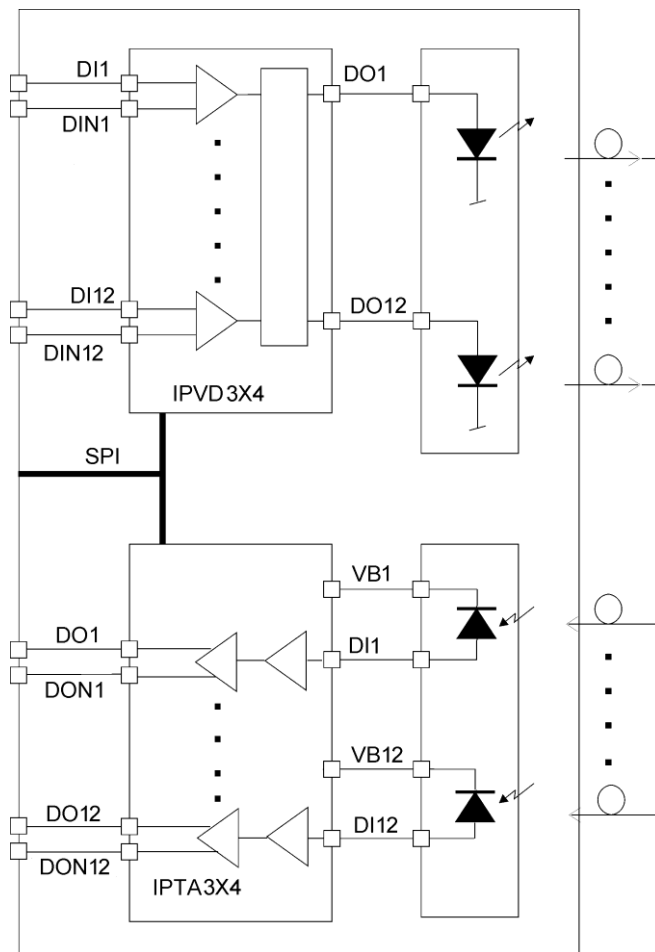 DI1
DO1
DIN1
DI12
DO12
DIN12
IPVD3X4
SPI
VB1
DO1
DI1
DON1
VB12
DO12
DI12
DON12
IPTA3X4